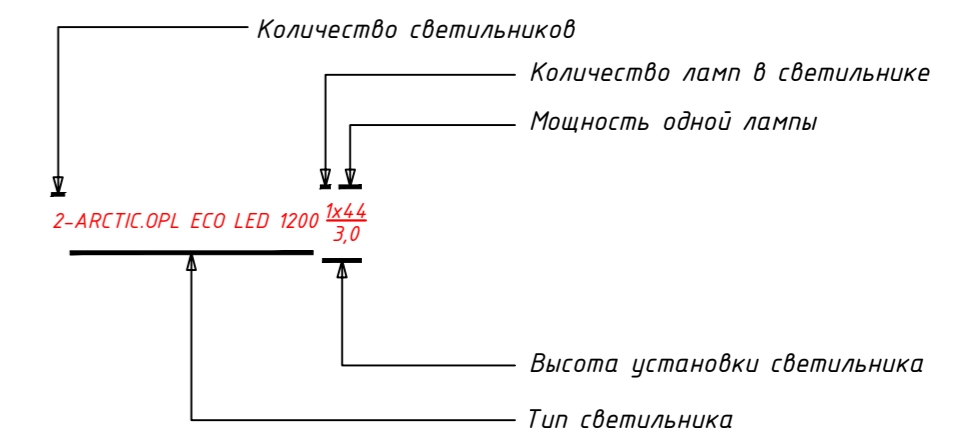 Количество светильников
Количество ламп в светильнике
Мощность одной лампы
2-ARCTIC.OPL ECO LED 1200 1х44
3,0
Высота установки светильника
Тип светильника